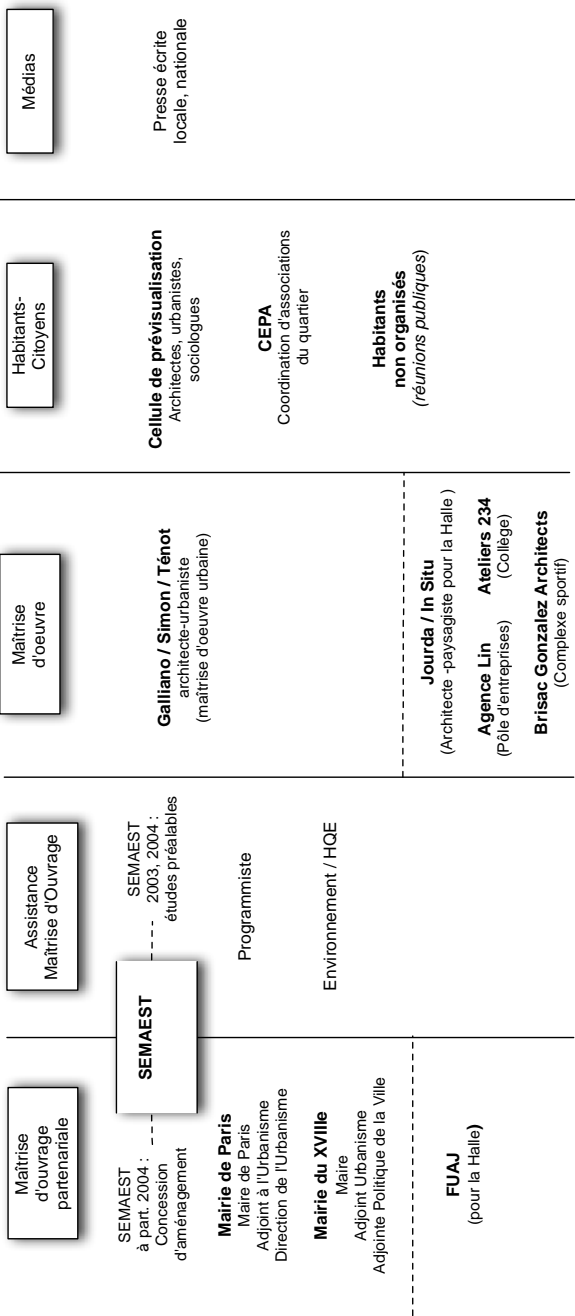 Maîtrise
d'ouvrage
partenariale
SEMAEST
à part. 2004 :
Concession
d'aménagement
SEMAEST
Mairie de Paris
Maire de Paris
Adjoint à l'Urbanisme
Direction de l'Urbanisme
Mairie du XVIIIe
Maire
Adjoint Urbanisme
Adjointe Politique de la Ville
FUAJ
(pour la Halle)
Assistance
Maîtrise d'Ouvrage
SEMAEST
2003, 2004 :
études préalables
Programmiste
Environnement / HQE
Maîtrise
d'oeuvre
Galliano / Simon / Ténot
architecte-urbaniste
(maîtrise d'oeuvre urbaine)
Jourda / In Situ
(Architecte -paysagiste pour la Halle )
Agence Lin
(Pôle d'entreprises)
Ateliers 234
(Collège)
Brisac Gonzalez Architects
(Complexe sportif)
Habitants-
Citoyens
Cellule de prévisualisation
Architectes, urbanistes,
sociologues
CEPA
Coordination d'associations
du quartier
Habitants
non organisés
(réunions publiques)
Médias
Presse écrite
locale, nationale